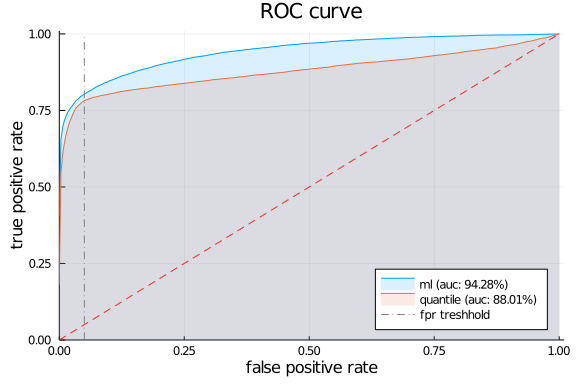 ROC curve
true positive rate
1.00
0.75
0.50
0.25
0.00
ml (auc: 94.28%)
quantile (auc: 88.01%)
fpr treshhold
0.00 0.25 0.50 0.75 1.00
false positive rate